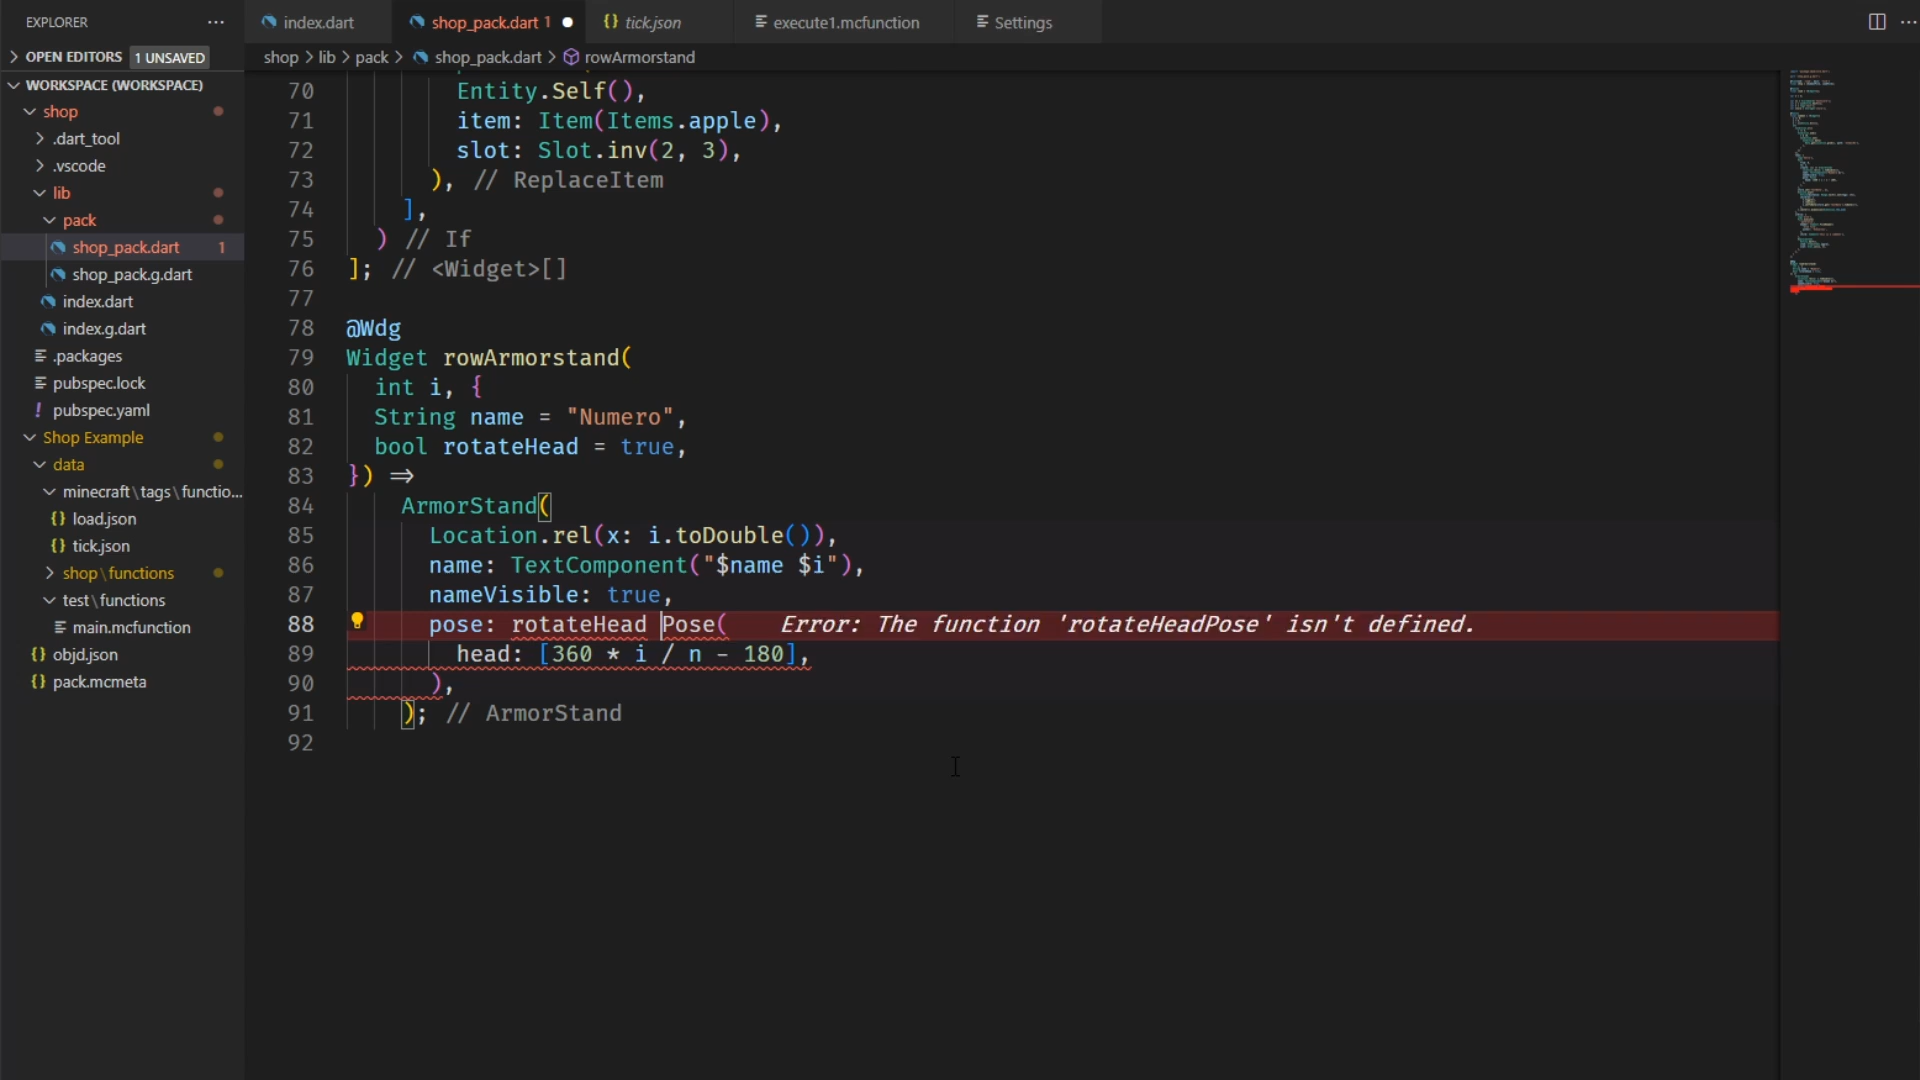 EXPLORER
OPEN EDITORS 1 UNSAVED
WORKSPACE (WORKSPACE)
shop
.dart_tool
.vscode
lib
pack
shop_pack.dart 1
shop_pack.g.dart
index.dart
index.g.dart
.packages
pubspec.lock
! pubspec.yaml
Shop Example
data
minecraft\tags\functio...
{} load.json
{} tick.json
shop\functions
test\functions
main.mcfunction
{} objd.json
pack.mcmeta
index.dart
shop_pack.dart 1
{} tick.json
execute1.mcfunction
Settings
shop > lib > pack > shop_pack.dart > rowArmorstand
70 Entity.Self(),
71 item: Item(Items.apple),
72 slot: Slot.inv(2, 3),
73 ), // ReplaceItem
74 ],
75 ) // If
76 ]; // <Widget>[]
77
78 @Wdg
79 Widget rowArmorstand(
80 int i, {
81 String name = "Numero",
82 bool rotateHead = true,
83 }) =>
84 ArmorStand(
85 Location.rel(x: i.toDouble()),
86 name: TextComponent("$name $i"),
87 nameVisible: true,
88 pose: rotateHead Pose( Error: The function 'rotateHeadPose' isn't defined.
89 head: [360 * i / n - 180],
90 ),
91 ); // ArmorStand
92